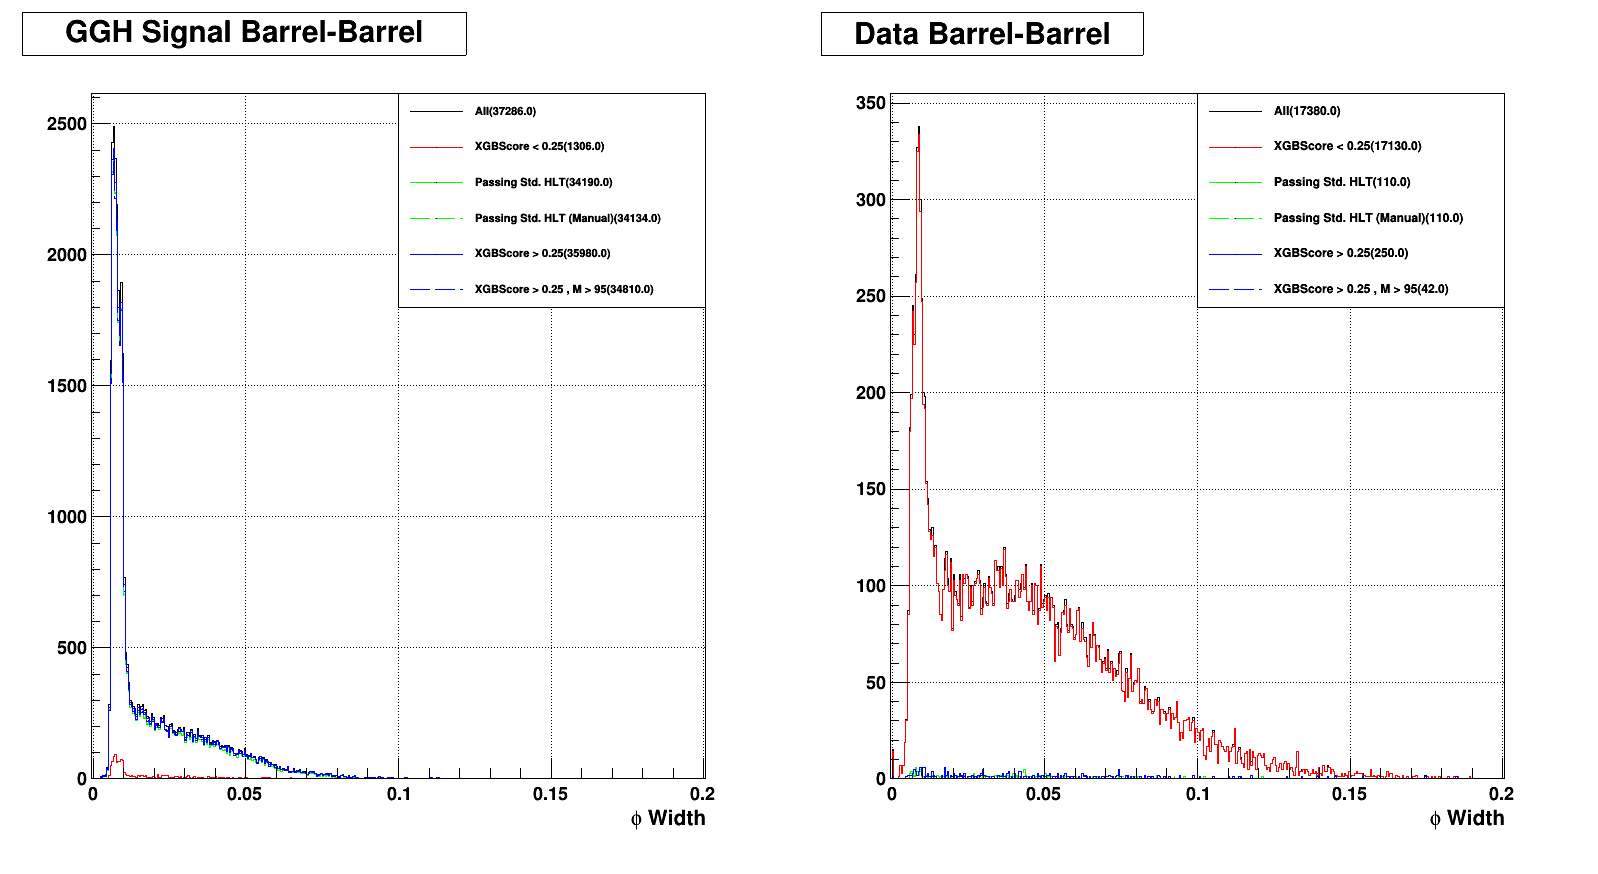 GGH Signal Barrel-Barrel
2500
2000
1500
1000
500
0
0
0.05
0.1
0.15
0.2
ϕ Width
All(37286.0)
XGBScore < 0.25(1306.0)
Passing Std. HLT(34190.0)
Passing Std. HLT (Manual)(34134.0)
XGBScore > 0.25(35980.0)
XGBScore > 0.25 , M > 95(34810.0)
Data Barrel-Barrel
350
300
250
200
150
100
50
0
0
0.05
0.1
0.15
0.2
ϕ Width
All(17380.0)
XGBScore < 0.25(17130.0)
Passing Std. HLT(110.0)
Passing Std. HLT (Manual)(110.0)
XGBScore > 0.25(250.0)
XGBScore > 0.25 , M > 95(42.0)